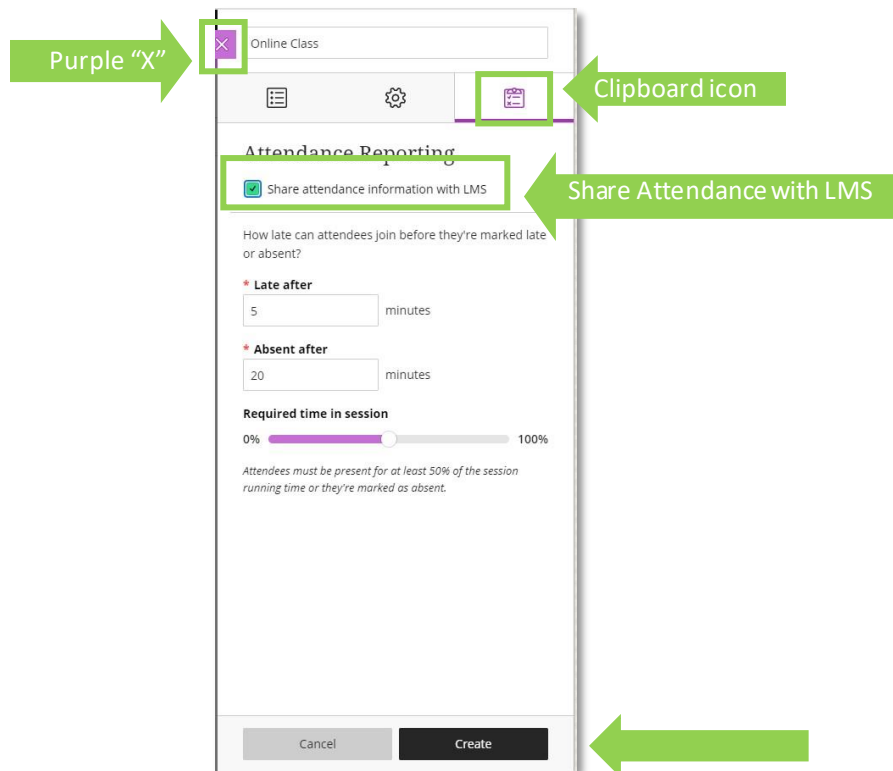 Purple “X”
Online Class
Clipboard icon
Attendance Reporting
Share attendance information with LMS
Share Attendance with LMS
How late can attendees join before they're marked late
or absent?
* Late after
5 minutes
* Absent after
20 minutes
Required time in session
0% 100%
Attendees must be present for at least 50% of the session
running time or they're marked as absent.
Cancel Create